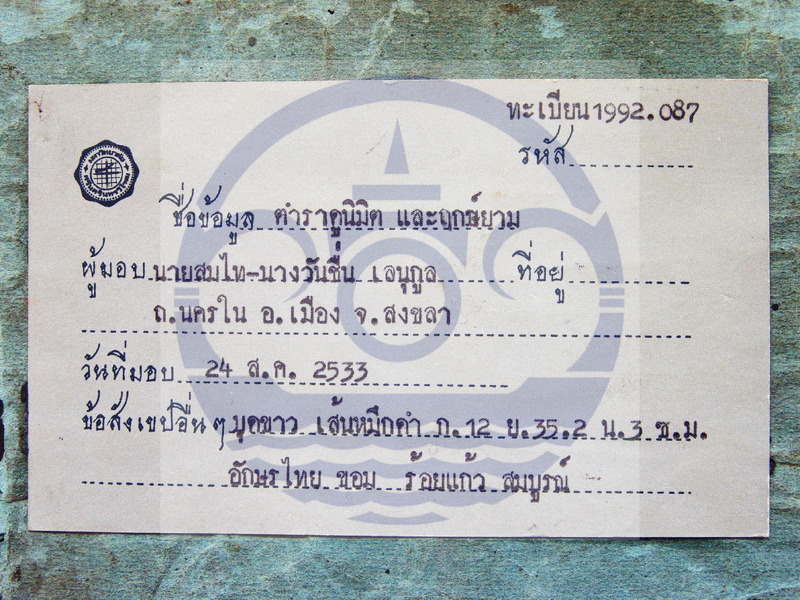 ทะเบียน1992.087
รหัส
ชื่อข้อมูล ตำราดูนิมิต และฤกษ์ยาม
ผู้มอบ นายสมไท-นางวันชื่น เลนุกูล ที่อยู่
ถ.นครใน อ.เมือง จ.สงขลา
วันที่มอบ 24 ส.ค. 2533
ข้อสังเขปอื่น ๆ บุดขาว เส้นหมึกดำ ก.12 ย.35.2 น.3 ซ.ม.
อักษรไทย ขอม ร้อยแก้ว สมบูรณ์